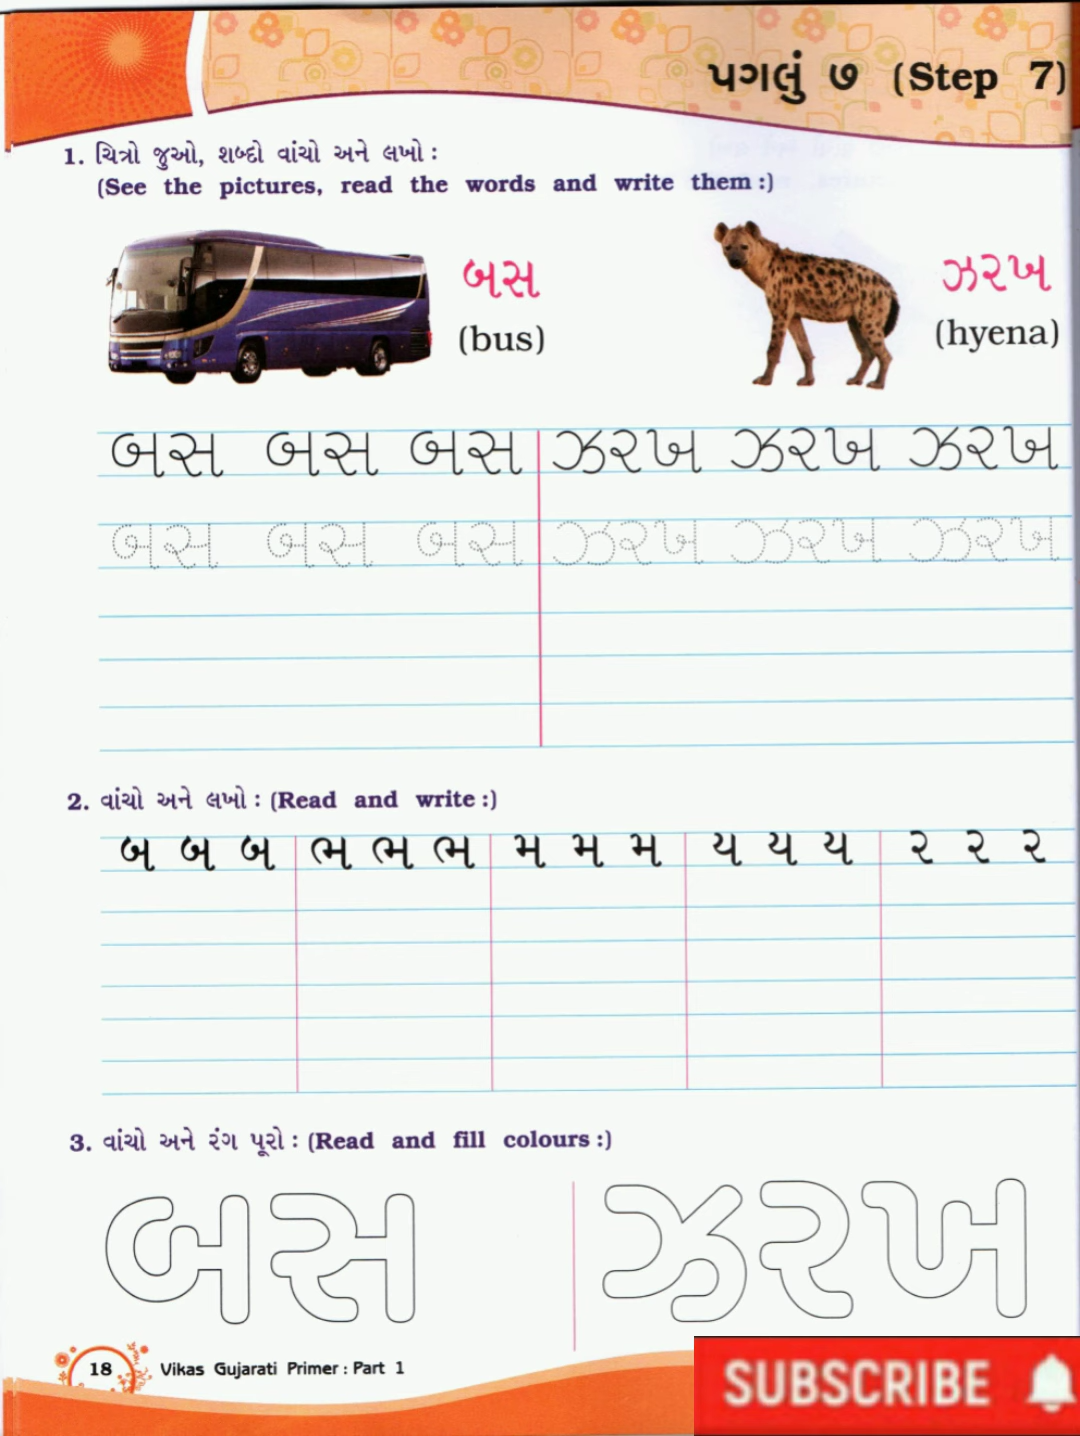 પગલું ૭ (Step 7)
1. ચિત્રો જુઓ, શબ્દો વાંચો અને લખો :
(See the pictures, read the words and write them :)
બસ
(bus)
ઝરખ
(hyena)
બસ બસ બસ ઝરખ ઝરખ ઝરખ
બસ બસ બસ ઝરખ ઝરખ ઝરખ
2. વાંચો અને લખો : (Read and write :)
બ બ બ ભ ભ ભ મ મ મ ય ય ય ર ર ર
3. વાંચો અને રંગ પૂરો : (Read and fill colours :)
બસ ઝરખ
18 Vikas Gujarati Primer : Part 1
SUBSCRIBE